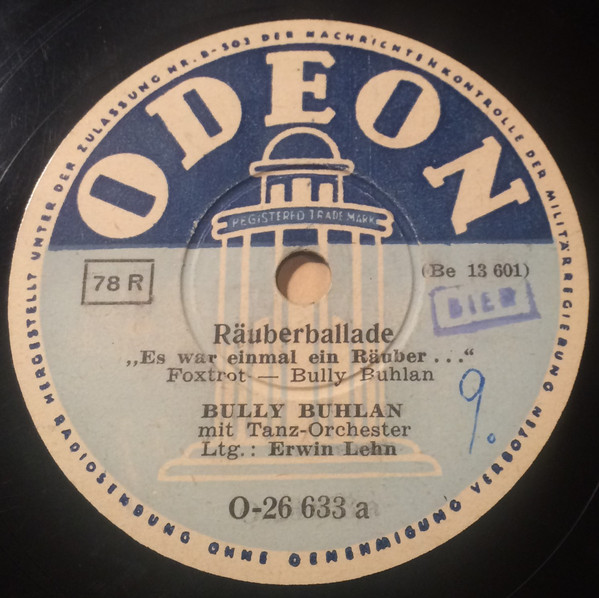 HERGESTELLT UNTER DER ZULASSUNG NR. B-502 DER NACHRICHTENKONTROLLE DER MILITÄRREGIERUNG
ODEON
REGISTERED TRADE MARK
78 R
(Be 13 601)
BIER
Räuberballade
„Es war einmal ein Räuber . . .“
Foxtrot — Bully Buhlan
9.
BULLY BUHLAN
mit Tanz-Orchester
Ltg.: Erwin Lehn
O-26 633 a
RADIOSENDUNG OHNE GENEHMIGUNG VERBOTEN